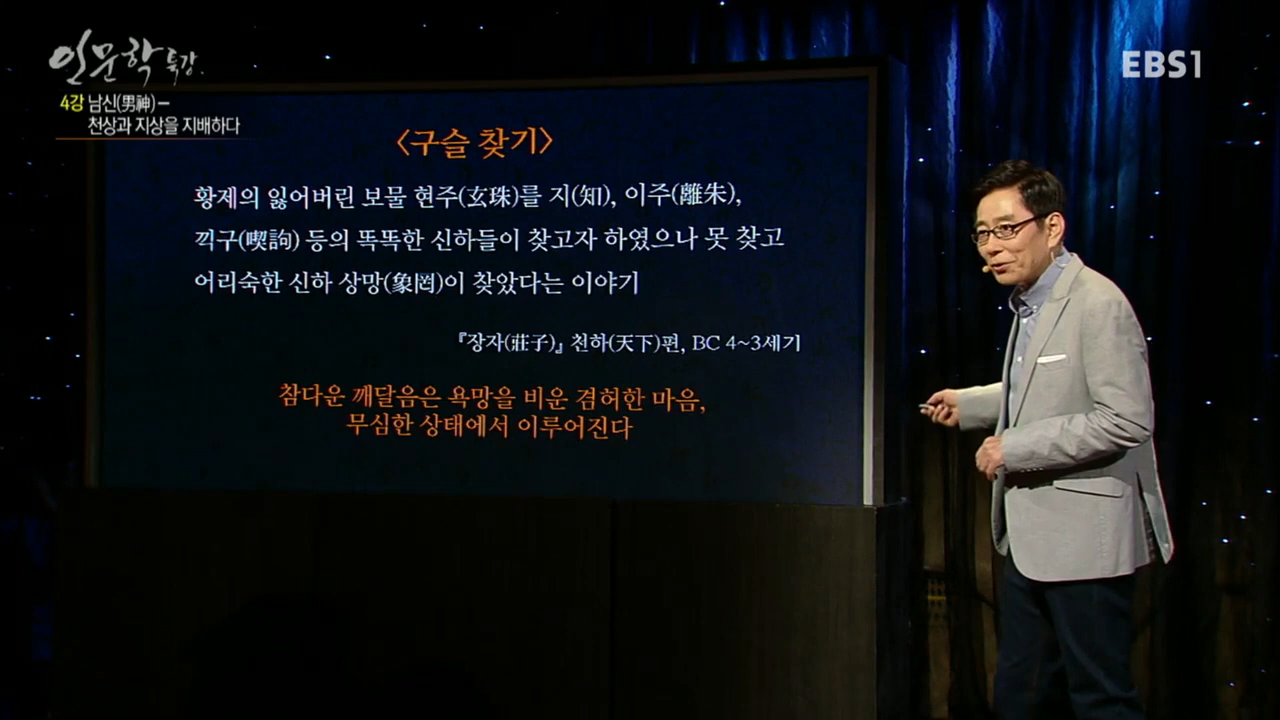 인문학 특강.
EBS1
4강 남신(男神)–
천상과 지상을 지배하다
〈구슬 찾기〉
황제의 잃어버린 보물 현주(玄珠)를 지(知), 이주(離朱),
끽구(喫詬) 등의 똑똑한 신하들이 찾고자 하였으나 못 찾고
어리숙한 신하 상망(象罔)이 찾았다는 이야기
『장자(莊子)』 천하(天下)편, BC 4~3세기
참다운 깨달음은 욕망을 비운 겸허한 마음,
무심한 상태에서 이루어진다